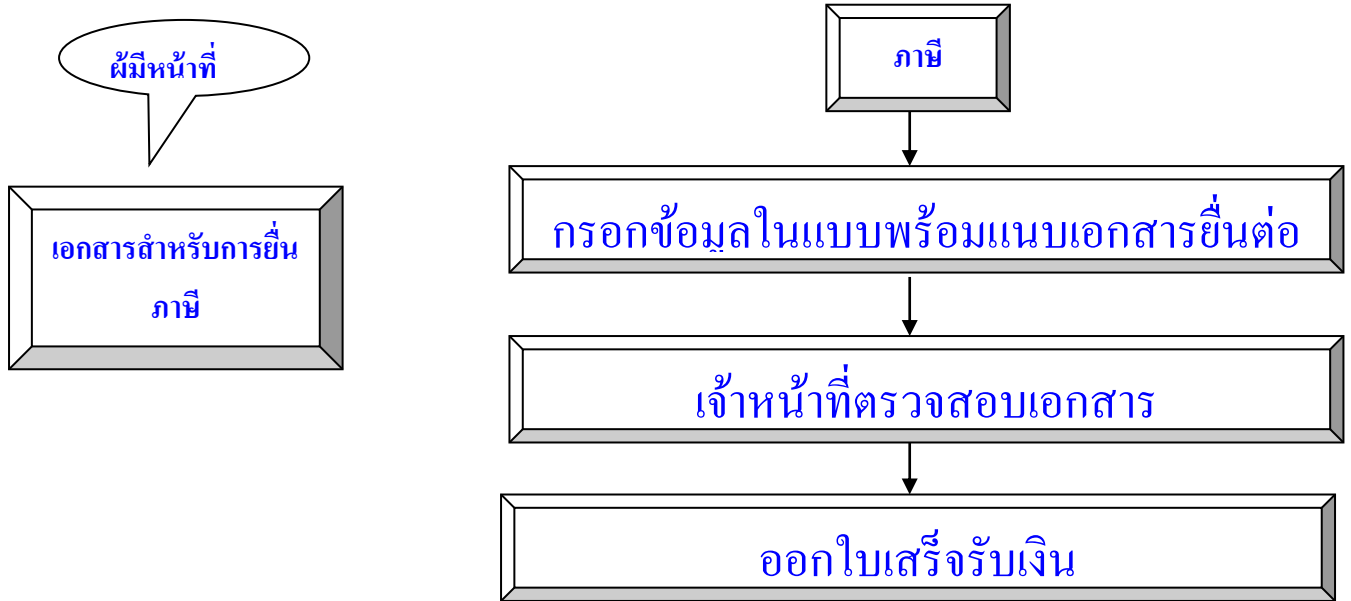 ผ้มีหน้าที่
เอกสารสำหรับการยื่น
ภาษี
ภาษี
กรอกข้อมูลในแบบพร้อมแนบเอกสารยื่นต่อ
เจ้าหน้าที่ตรวจสอบเอกสาร
ออกใบเสร็จรับเงิน